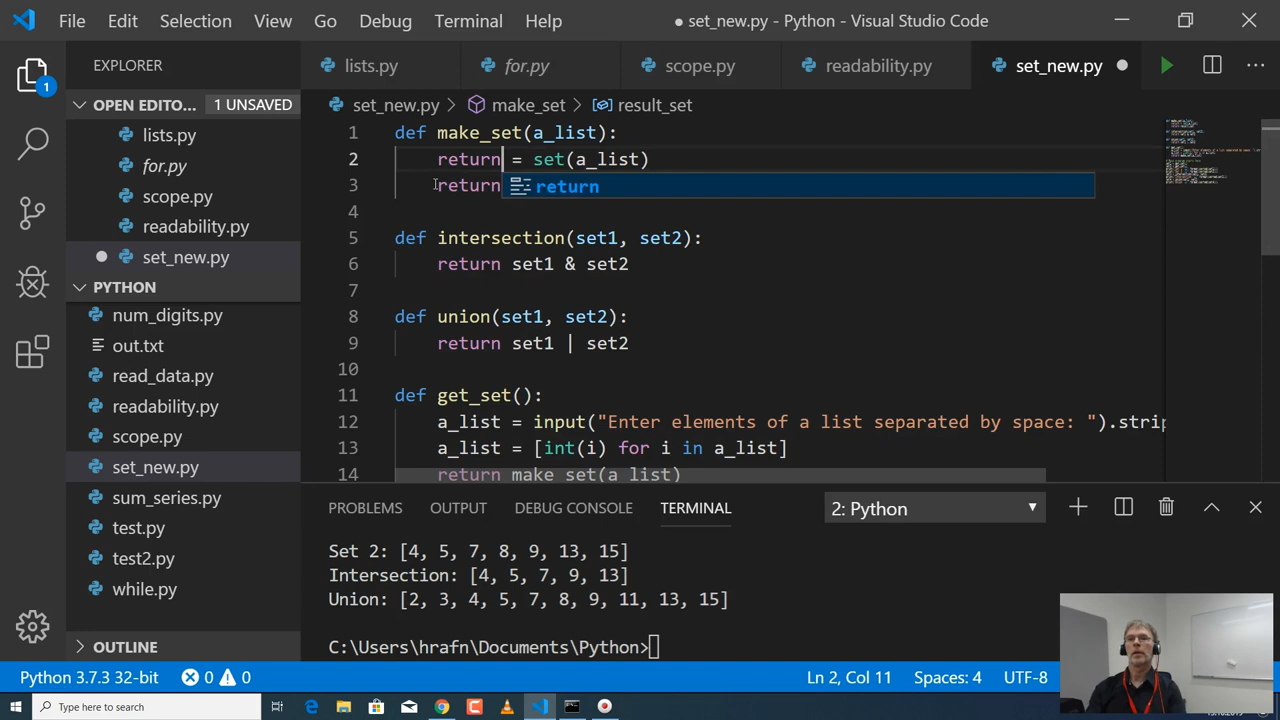 File Edit Selection View Go Debug Terminal Help ● set_new.py - Python - Visual Studio Code
EXPLORER
lists.py for.py scope.py readability.py set_new.py
OPEN EDITO... 1 UNSAVED
lists.py
for.py
scope.py
readability.py
set_new.py
PYTHON
num_digits.py
out.txt
read_data.py
readability.py
scope.py
set_new.py
sum_series.py
test.py
test2.py
while.py
OUTLINE
1
set_new.py > make_set > result_set
1 def make_set(a_list):
2 return = set(a_list)
3 return
return
4
5 def intersection(set1, set2):
6 return set1 & set2
7
8 def union(set1, set2):
9 return set1 | set2
10
11 def get_set():
12 a_list = input("Enter elements of a list separated by space: ").strip
13 a_list = [int(i) for i in a_list]
14 return make_set(a_list)
PROBLEMS OUTPUT DEBUG CONSOLE TERMINAL 2: Python
Set 2: [4, 5, 7, 8, 9, 13, 15]
Intersection: [4, 5, 7, 9, 13]
Union: [2, 3, 4, 5, 7, 8, 9, 11, 13, 15]
C:\Users\hrafn\Documents\Python>
Python 3.7.3 32-bit 0 0 Ln 2, Col 11 Spaces: 4 UTF-8
Type here to search